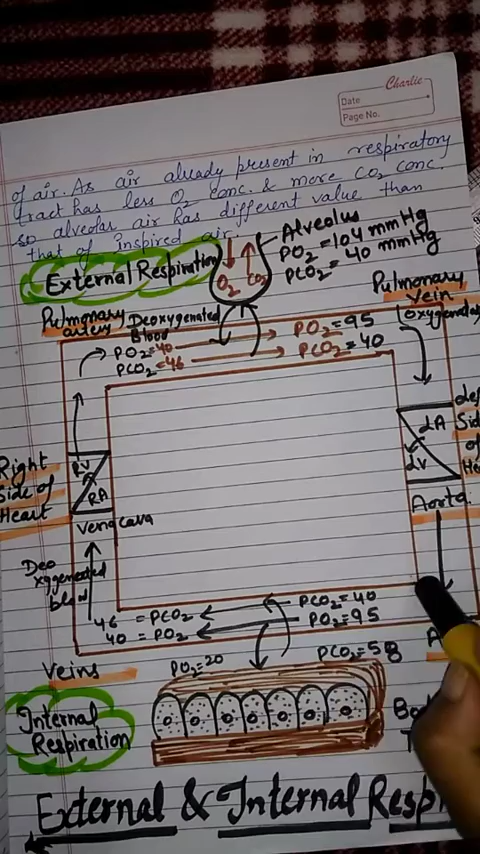 Charlie
Date
Page No.
of air. As air already present in respiratory
tract has less O₂ conc. & more CO₂ conc.
so alveolar air has different value than
that of inspired air.
Alveolus
PO₂ = 104 mmHg
PCO₂ = 40 mmHg
External Respiration
O₂ CO₂
Pulmonary artery
Deoxygenated Blood
Pulmonary Vein
PO₂ = 40
PCO₂ = 46
PO₂ = 95
PCO₂ = 40
RV
RA
Right
Side of
Heart
LA
LV
Side
of
Aorta
Vena cava
Deo
xygenated
blood
46 = PCO₂
40 = PO₂
PCO₂ = 40
PO₂ = 95
Veins
PO₂ = 20
PCO₂ = 58
Internal
Respiration
External & Internal Resp